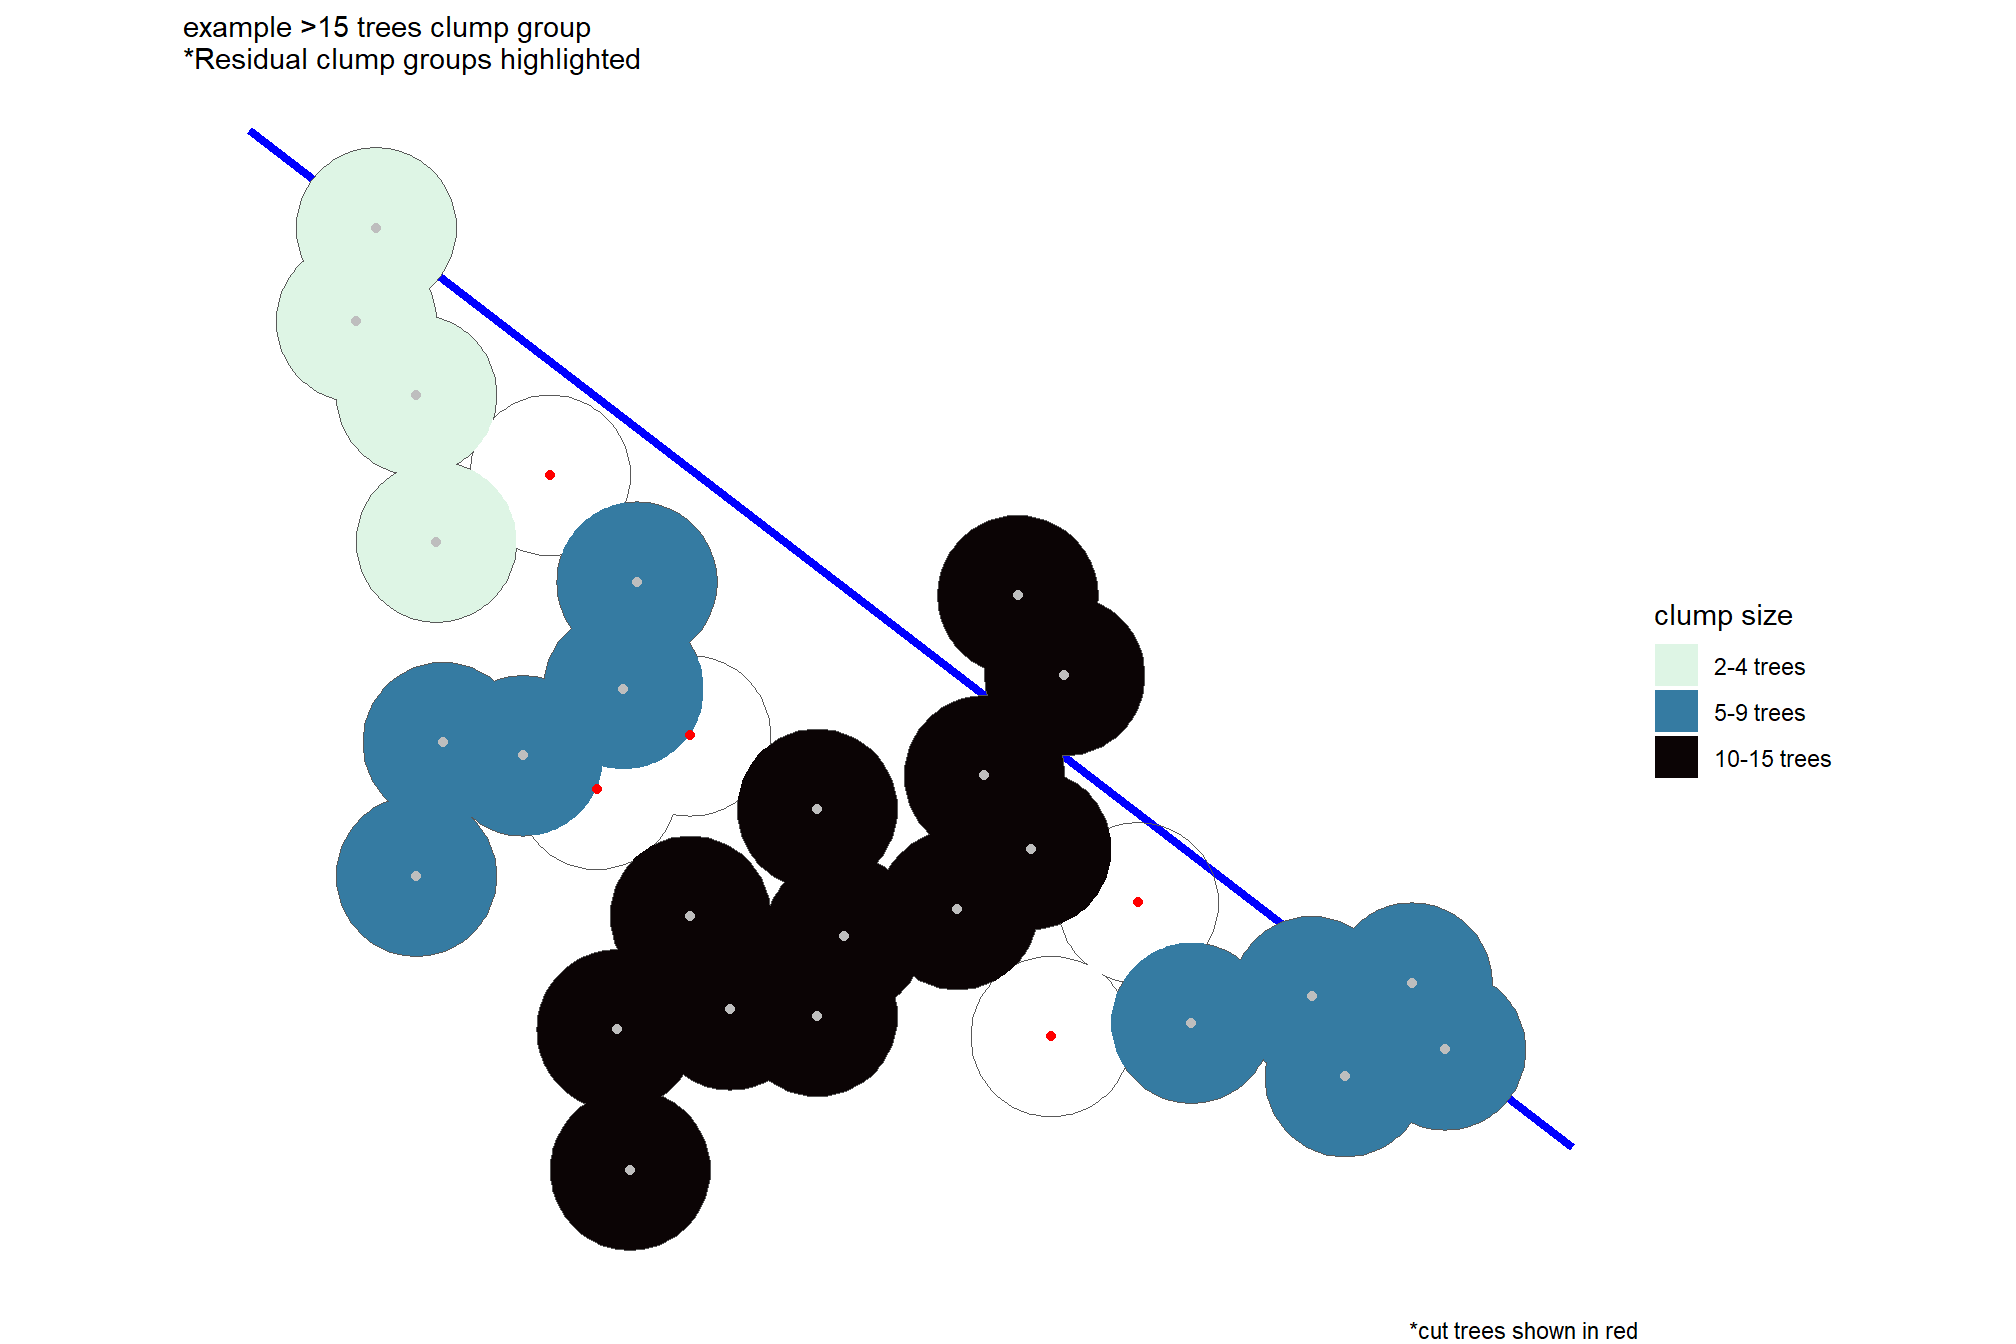 example >15 trees clump group
*Residual clump groups highlighted
clump size
2-4 trees
5-9 trees
10-15 trees
*cut trees shown in red